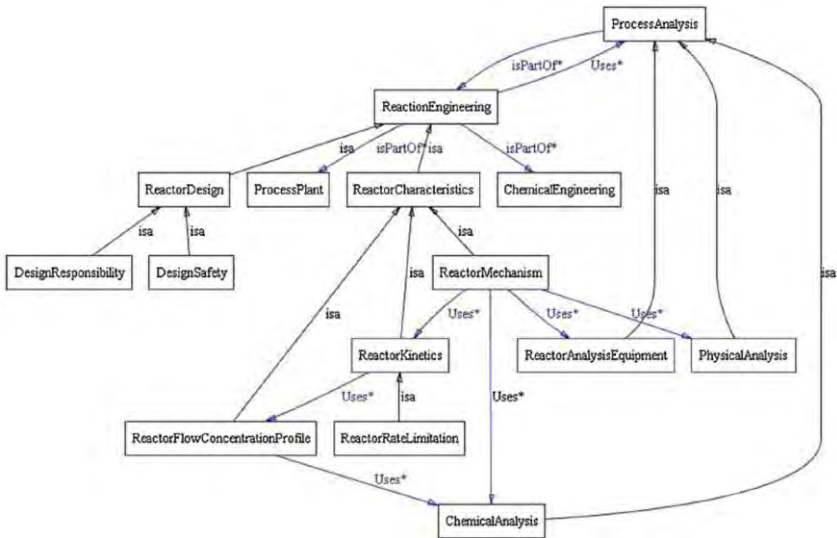 ProcessAnalysis
isPartOf*
Uses*
ReactionEngineering
isa
isPartOf*
isa
isPartOf*
ReactorDesign
ProcessPlant
ReactorCharacteristics
ChemicalEngineering
isa
isa
isa
isa
isa
DesignResponsibility
DesignSafety
isa
ReactorMechanism
isa
isa
Uses*
Uses*
Uses*
ReactorKinetics
ReactorAnalysisEquipment
PhysicalAnalysis
Uses*
isa
Uses*
ReactorFlowConcentrationProfile
ReactorRateLimitation
Uses*
ChemicalAnalysis